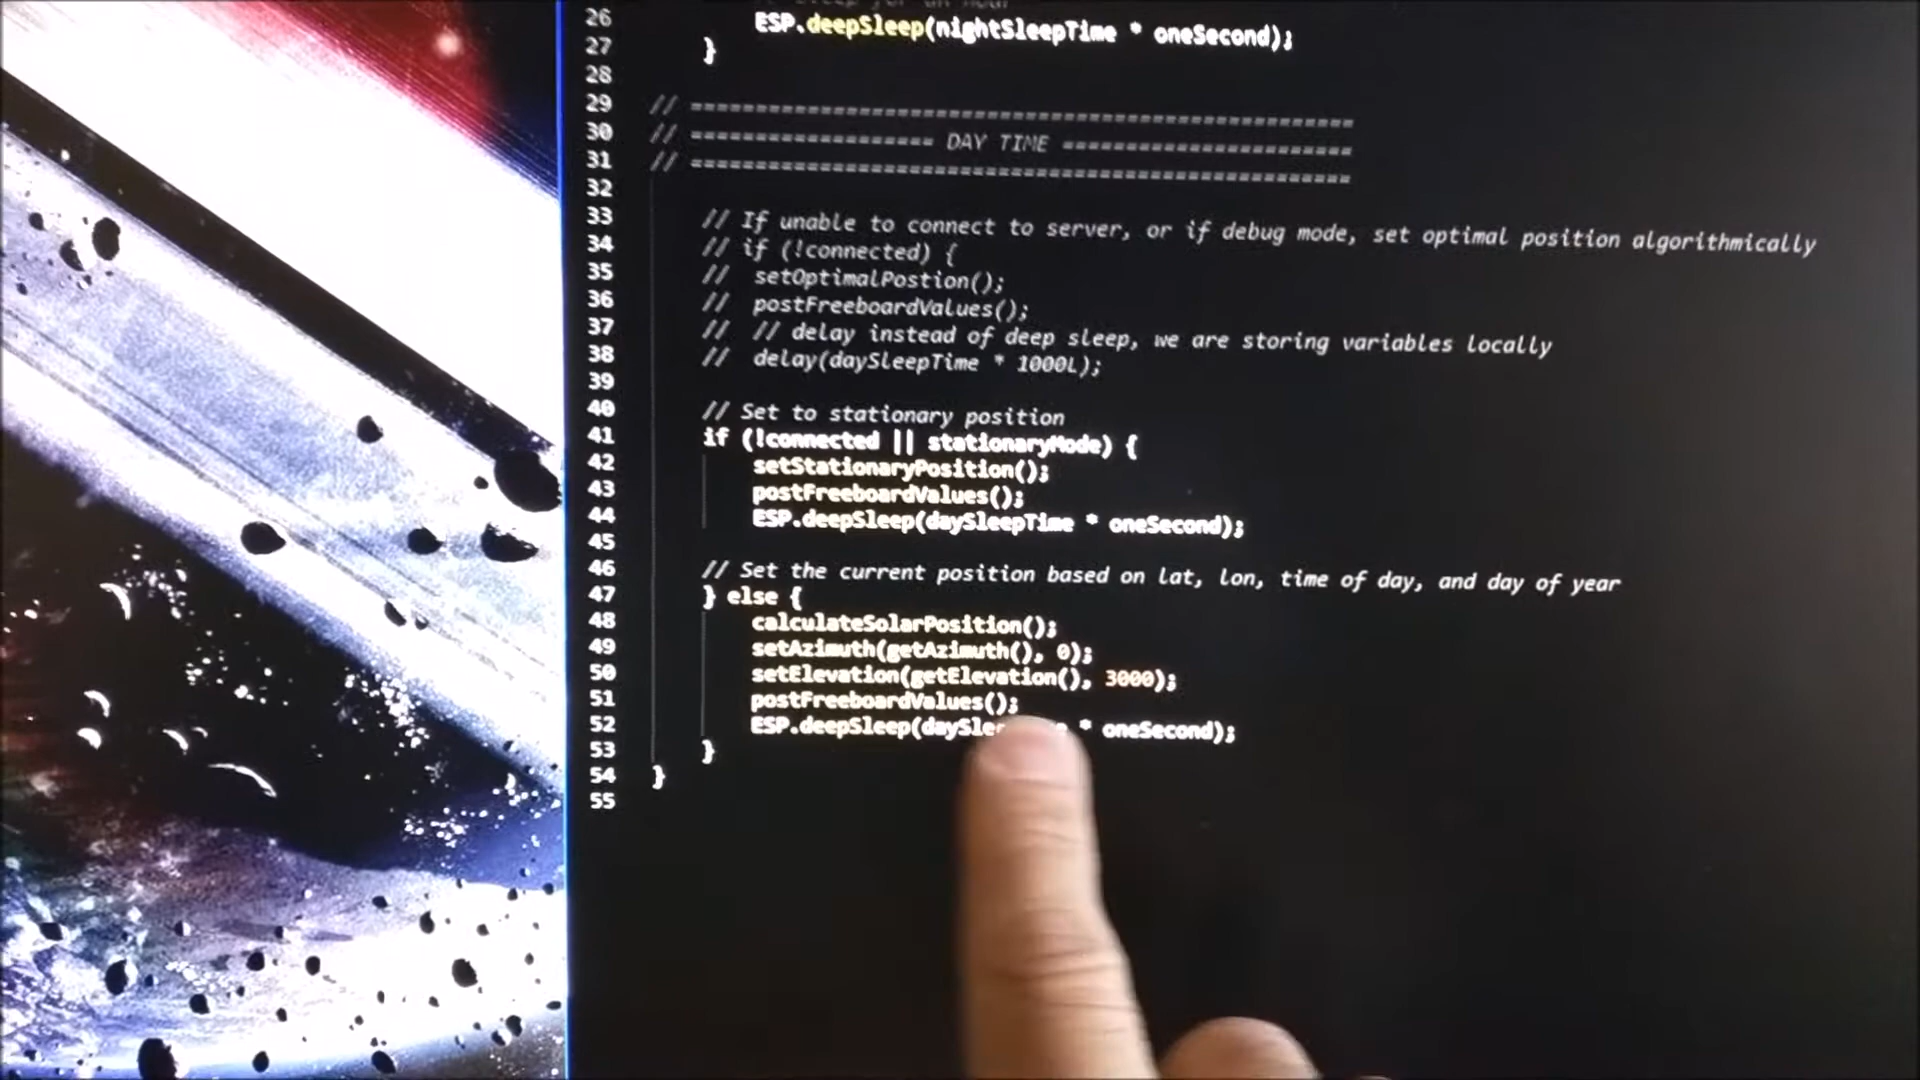 26
ESP.deepSleep(nightSleepTime * oneSecond);
27 }
28
29 // ===================================================
30 // =================== DAY TIME ======================
31 // ===================================================
32
33 // If unable to connect to server, or if debug mode, set optimal position algorithmically
34 // if (!connected) {
35 // setOptimalPostion();
36 // postFreeboardValues();
37 // // delay instead of deep sleep, we are storing variables locally
38 // delay(daySleepTime * 1000L);
39
40 // Set to stationary position
41 if (!connected || stationaryMode) {
42 setStationaryPosition();
43 postFreeboardValues();
44 ESP.deepSleep(daySleepTime * oneSecond);
45
46 // Set the current position based on lat, lon, time of day, and day of year
47 } else {
48 calculateSolarPosition();
49 setAzimuth(getAzimuth(), 0);
50 setElevation(getElevation(), 3000);
51 postFreeboardValues();
52 ESP.deepSleep( * oneSecond);
53 }
54 }
55